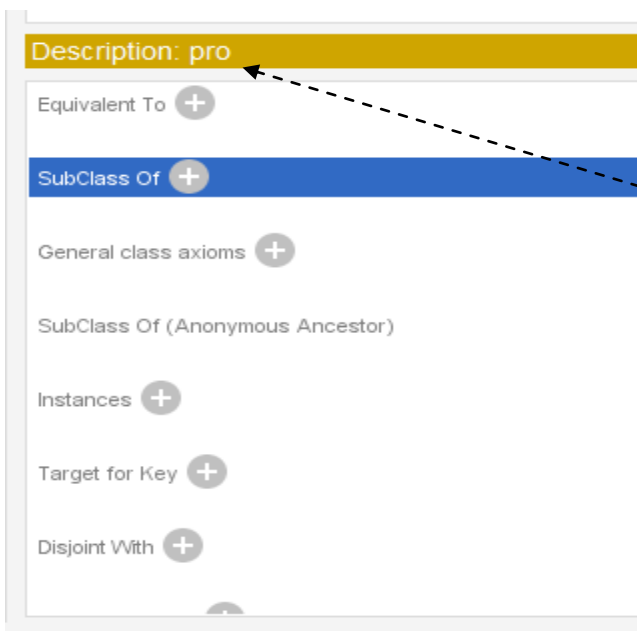 Description: pro
Equivalent To
SubClass Of
General class axioms
SubClass Of (Anonymous Ancestor)
Instances
Target for Key
Disjoint With